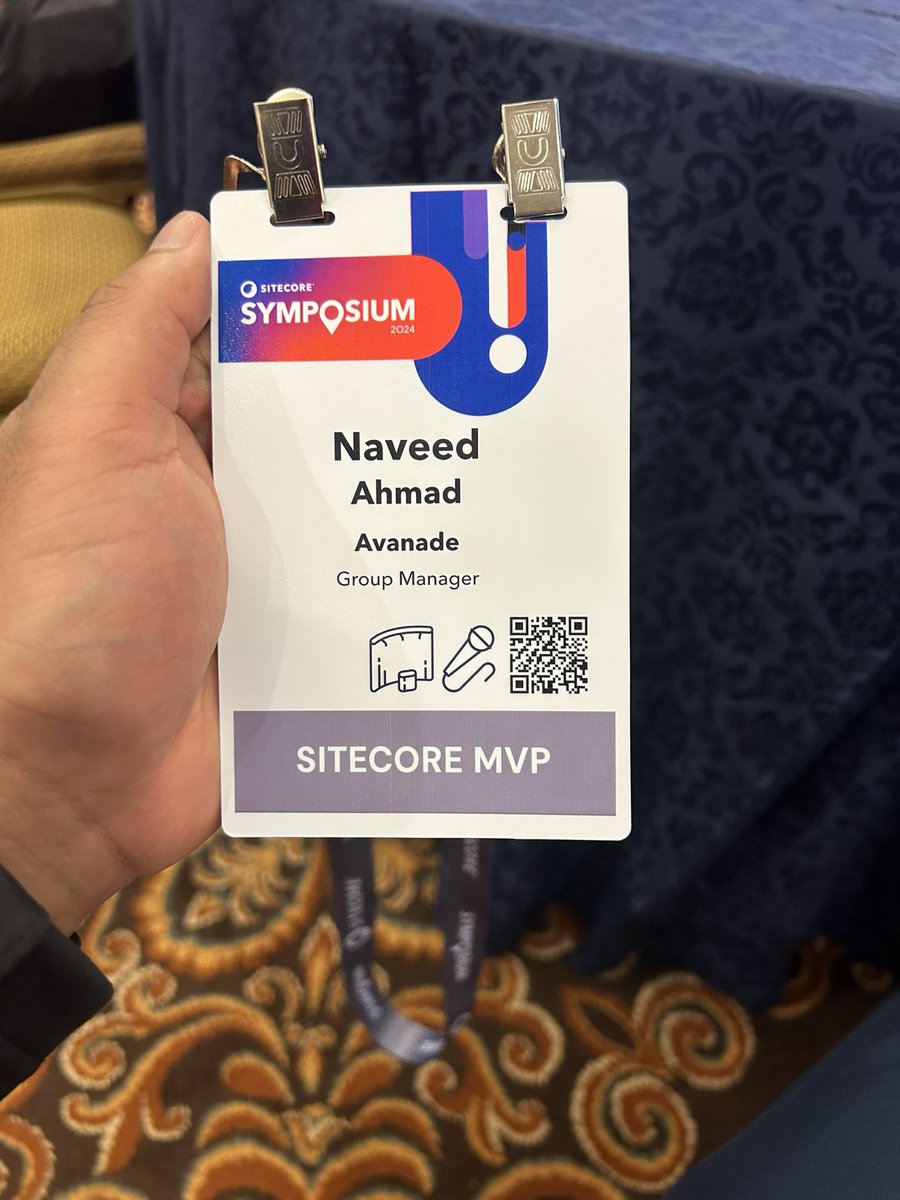 SITECORE
SYMPOSIUM
2024
Naveed
Ahmad
Avanade
Group Manager
SITECORE MVP